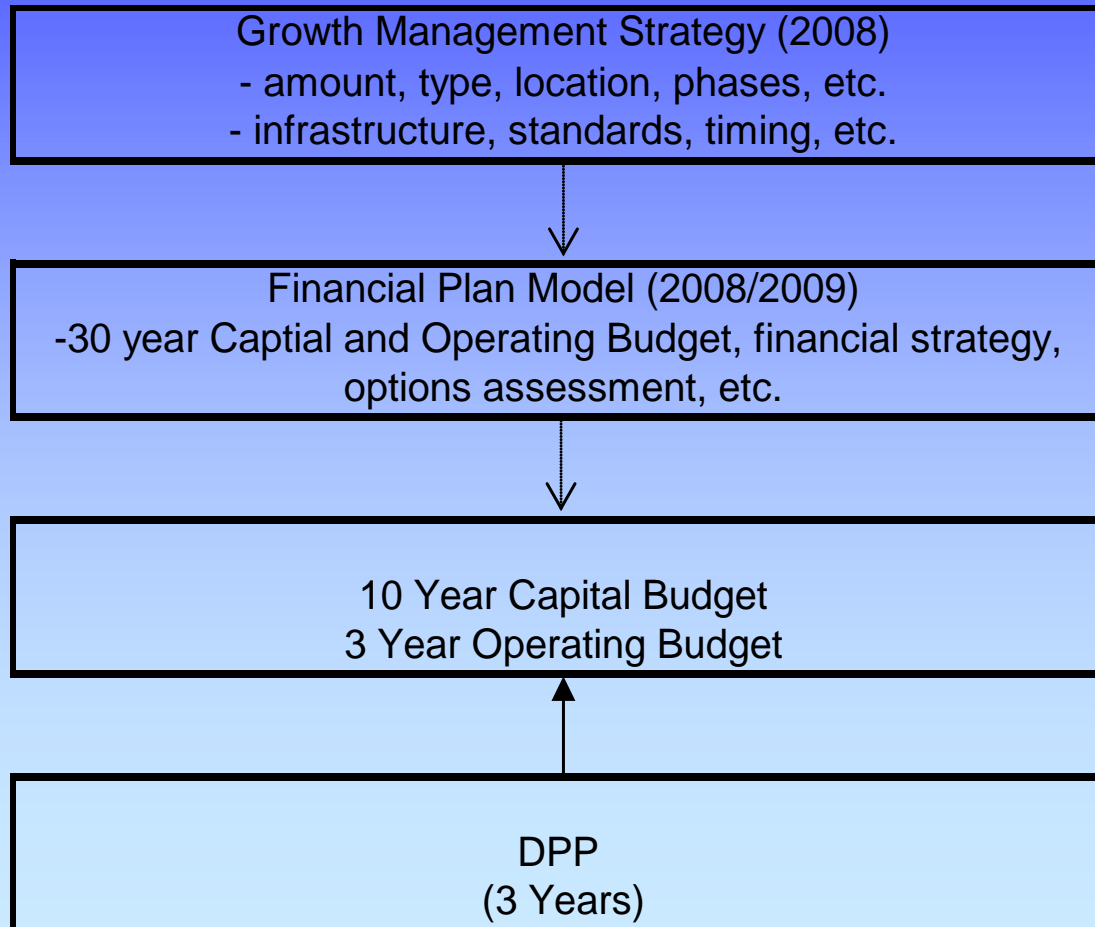 Growth Management Strategy (2008)
- amount, type, location, phases, etc.
- infrastructure, standards, timing, etc.
Financial Plan Model (2008/2009)
-30 year Captial and Operating Budget, financial strategy,
options assessment, etc.
10 Year Capital Budget
3 Year Operating Budget
DPP
(3 Years)